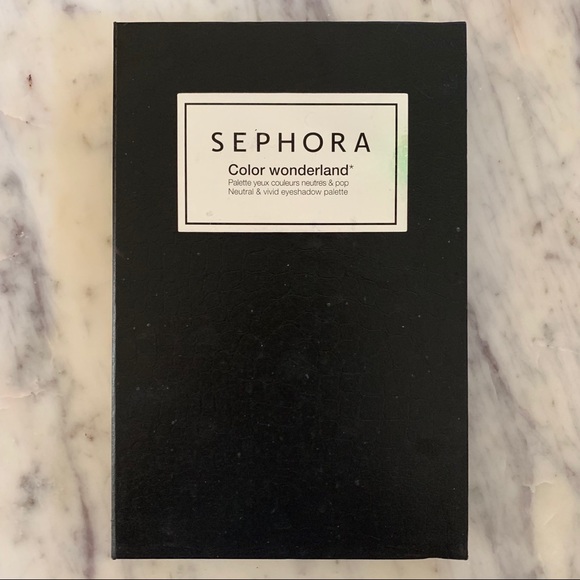 SEPHORA
Color wonderland*
Palette yeux couleurs neutres & pop
Neutral & vivid eyeshadow palette